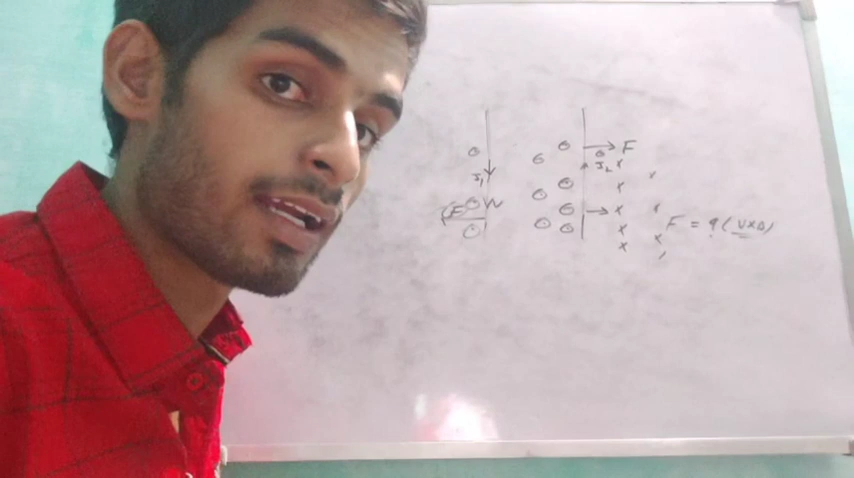 F
I₂
I₁
F = q(V×B)